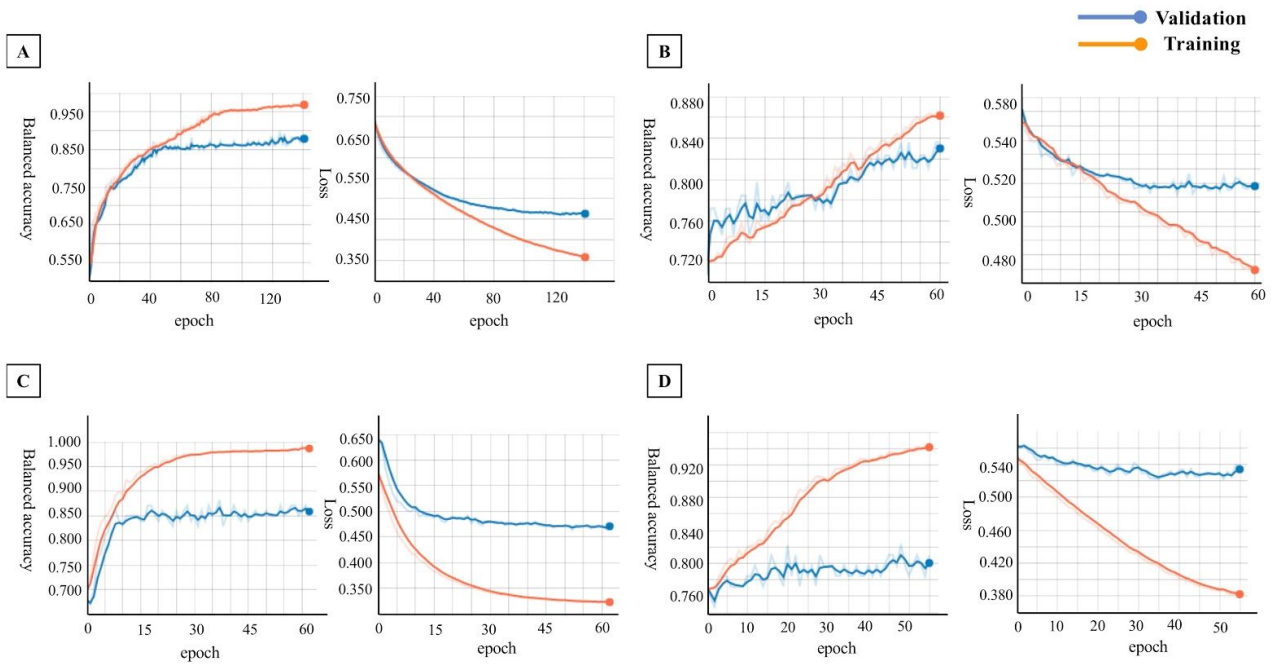 Validation
Training
A
Balanced accuracy
0.950
0.850
0.750
0.650
0.550
0 40 80 120
epoch
Loss
0.750
0.650
0.550
0.450
0.350
0 40 80 120
epoch
B
Balanced accuracy
0.880
0.840
0.800
0.760
0.720
0 15 30 45 60
epoch
Loss
0.580
0.540
0.520
0.500
0.480
0 15 30 45 60
epoch
C
Balanced accuracy
1.000
0.950
0.900
0.850
0.800
0.750
0.700
0 15 30 45 60
epoch
Loss
0.650
0.600
0.550
0.500
0.450
0.350
0 15 30 45 60
epoch
D
Balanced accuracy
0.920
0.880
0.840
0.800
0.760
0 10 20 30 40 50
epoch
Loss
0.540
0.500
0.460
0.420
0.380
0 10 20 30 40 50
epoch